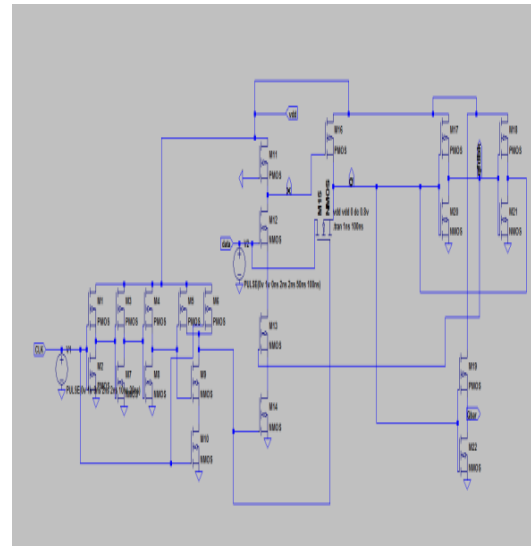 vdd
M11
PMOS
M16
PMOS
M17
PMOS
M18
PMOS
X
M15
NMOS
Q
M12
NMOS
vdd vdd 0 dc 0.8v
.tran 1ns 100ns
M20
NMOS
M21
NMOS
data
V2
PULSE(0v 1v 0ns 2ns 2ns 50ns 100ns)
M1
PMOS
M3
PMOS
M4
PMOS
M5
PMOS
M6
PMOS
M13
NMOS
CLK
V1
M2
M7
M8
NMOS
M9
NMOS
M19
PMOS
Qbar
M14
NMOS
M10
NMOS
M22
NMOS